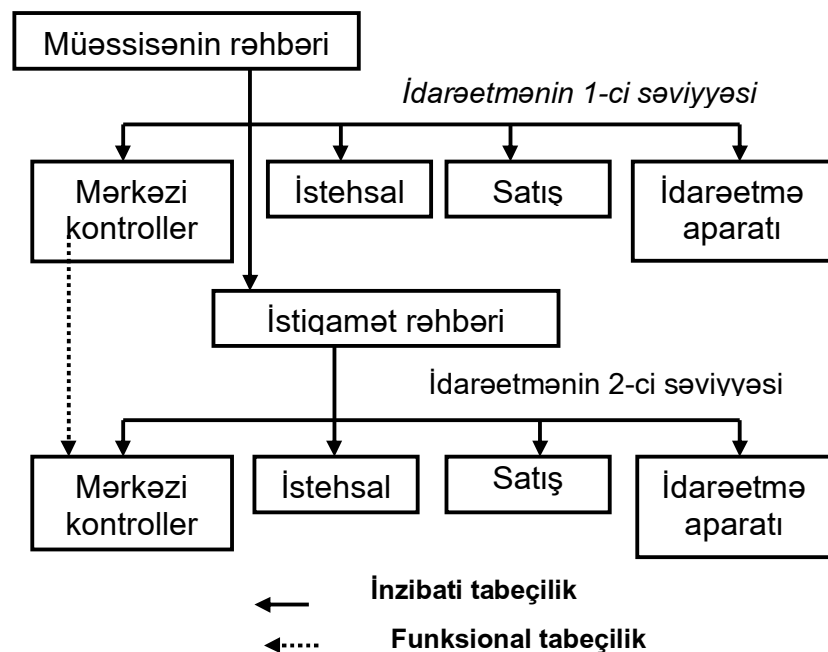 Müəssisənin rəhbəri
İdarəetmənin 1-ci səviyyəsi
Mərkəzi
kontroller
İstehsal
Satış
İdarəetmə
aparatı
İstiqamət rəhbəri
İdarəetmənin 2-ci səviyyəsi
Mərkəzi
kontroller
İstehsal
Satış
İdarəetmə
aparatı
İnzibati tabeçilik
Funksional tabeçilik